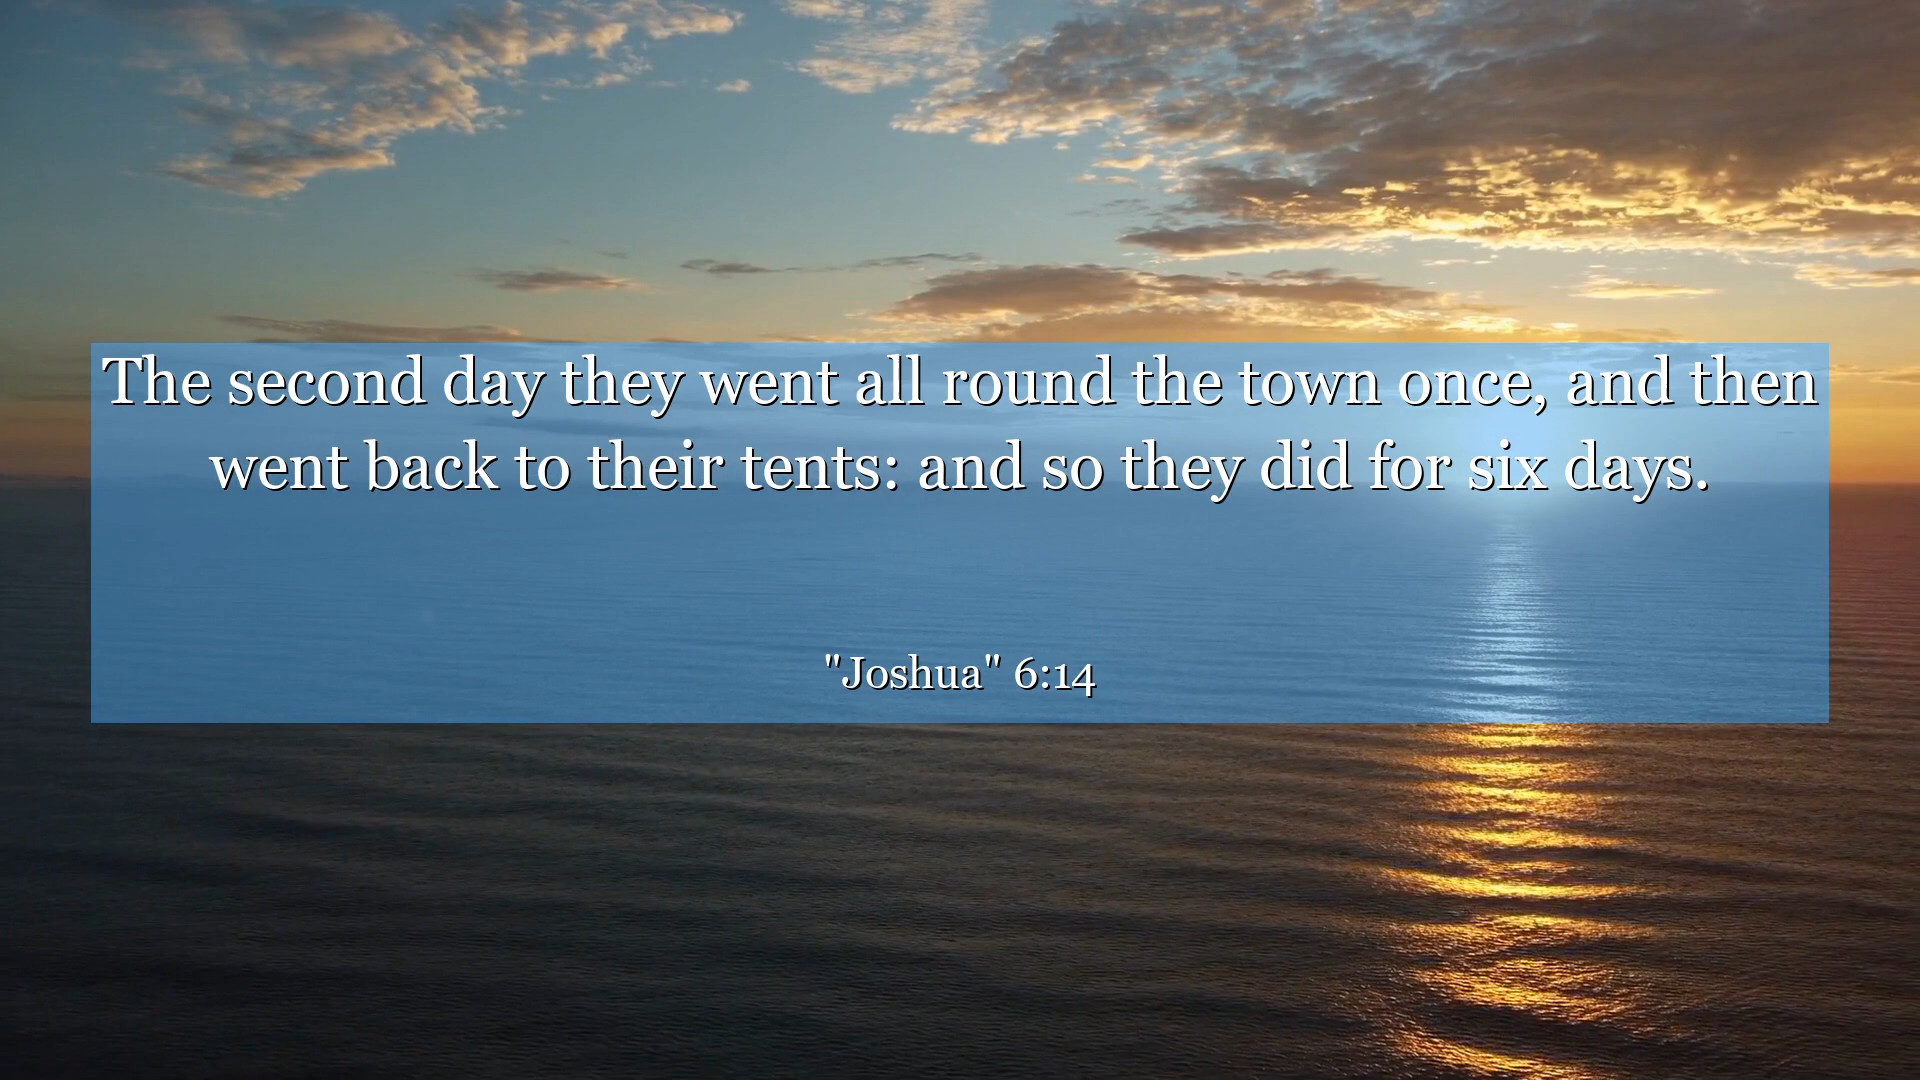 The second day they went all round the town once, and then
went back to their tents: and so they did for six days.
"Joshua" 6:14